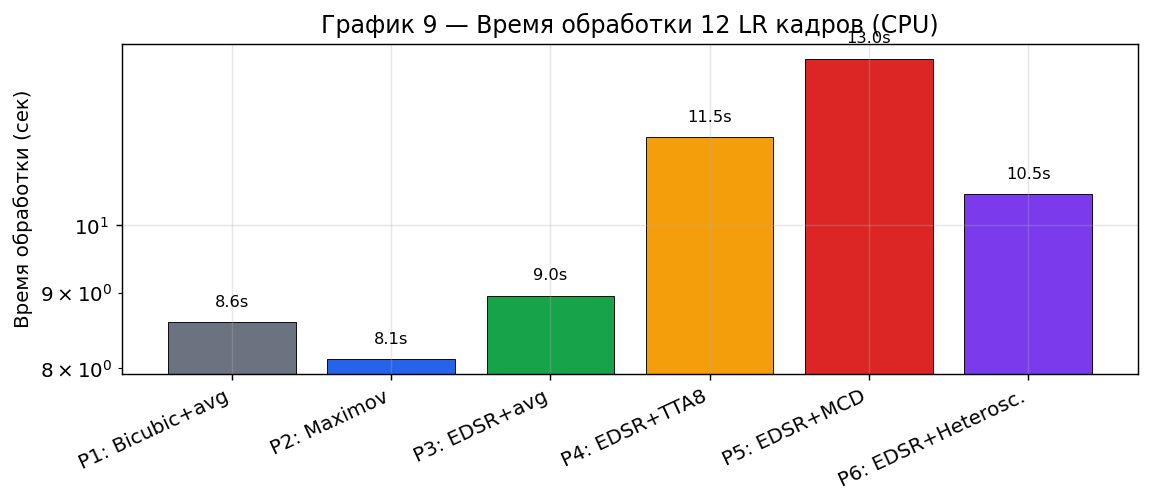 График 9 — Время обработки 12 LR кадров (CPU)
Время обработки (сек)
10¹
9 × 10⁰
8 × 10⁰
8.6s
8.1s
9.0s
11.5s
13.0s
10.5s
P1: Bicubic+avg
P2: Maximov
P3: EDSR+avg
P4: EDSR+TTA8
P5: EDSR+MCD
P6: EDSR+Heterosc.